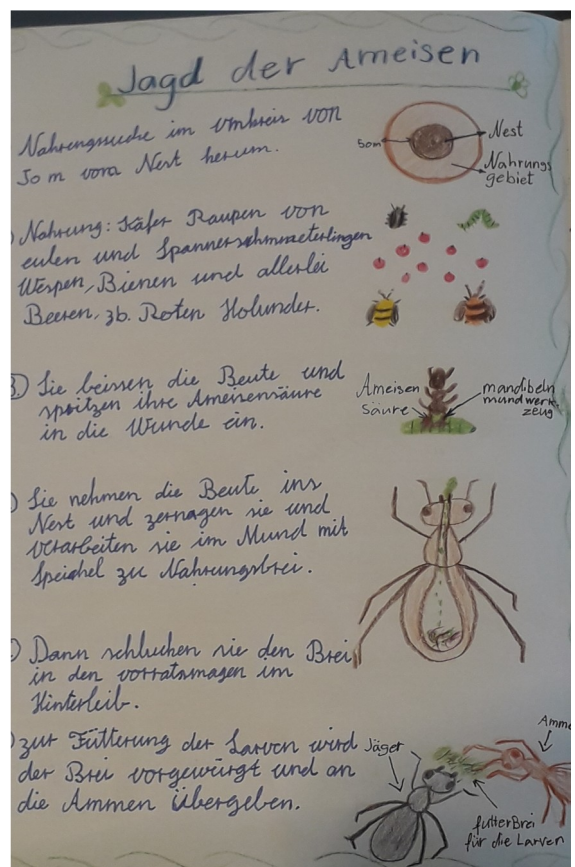 Jagd der Ameisen
Nahrungssuche im Umkreis von
50 m vom Nest herum.
50m
Nest
Nahrungs
gebiet
Nahrung: Käfer Raupen von
eulen und Spannerschmetterlingen
Wespen, Bienen und allerlei
Beeren, zb. Roten Holunder.
3) Sie beissen die Beute und
spritzen ihre Ameisensäure
in die Wunde ein.
Ameisen
säure
mandibeln
mundwerk
zeug
Sie nehmen die Beute ins
Nest und zernagen sie und
verarbeiten sie im Mund mit
Speichel zu Nahrungsbrei.
Dann schlucken sie den Brei
in den vorratsmagen im
Hinterleib.
zur Fütterung der Larven wird
der Brei vorgewürgt und an
die Ammen übergeben.
Jäger
Amme
futterBrei
für die Larven